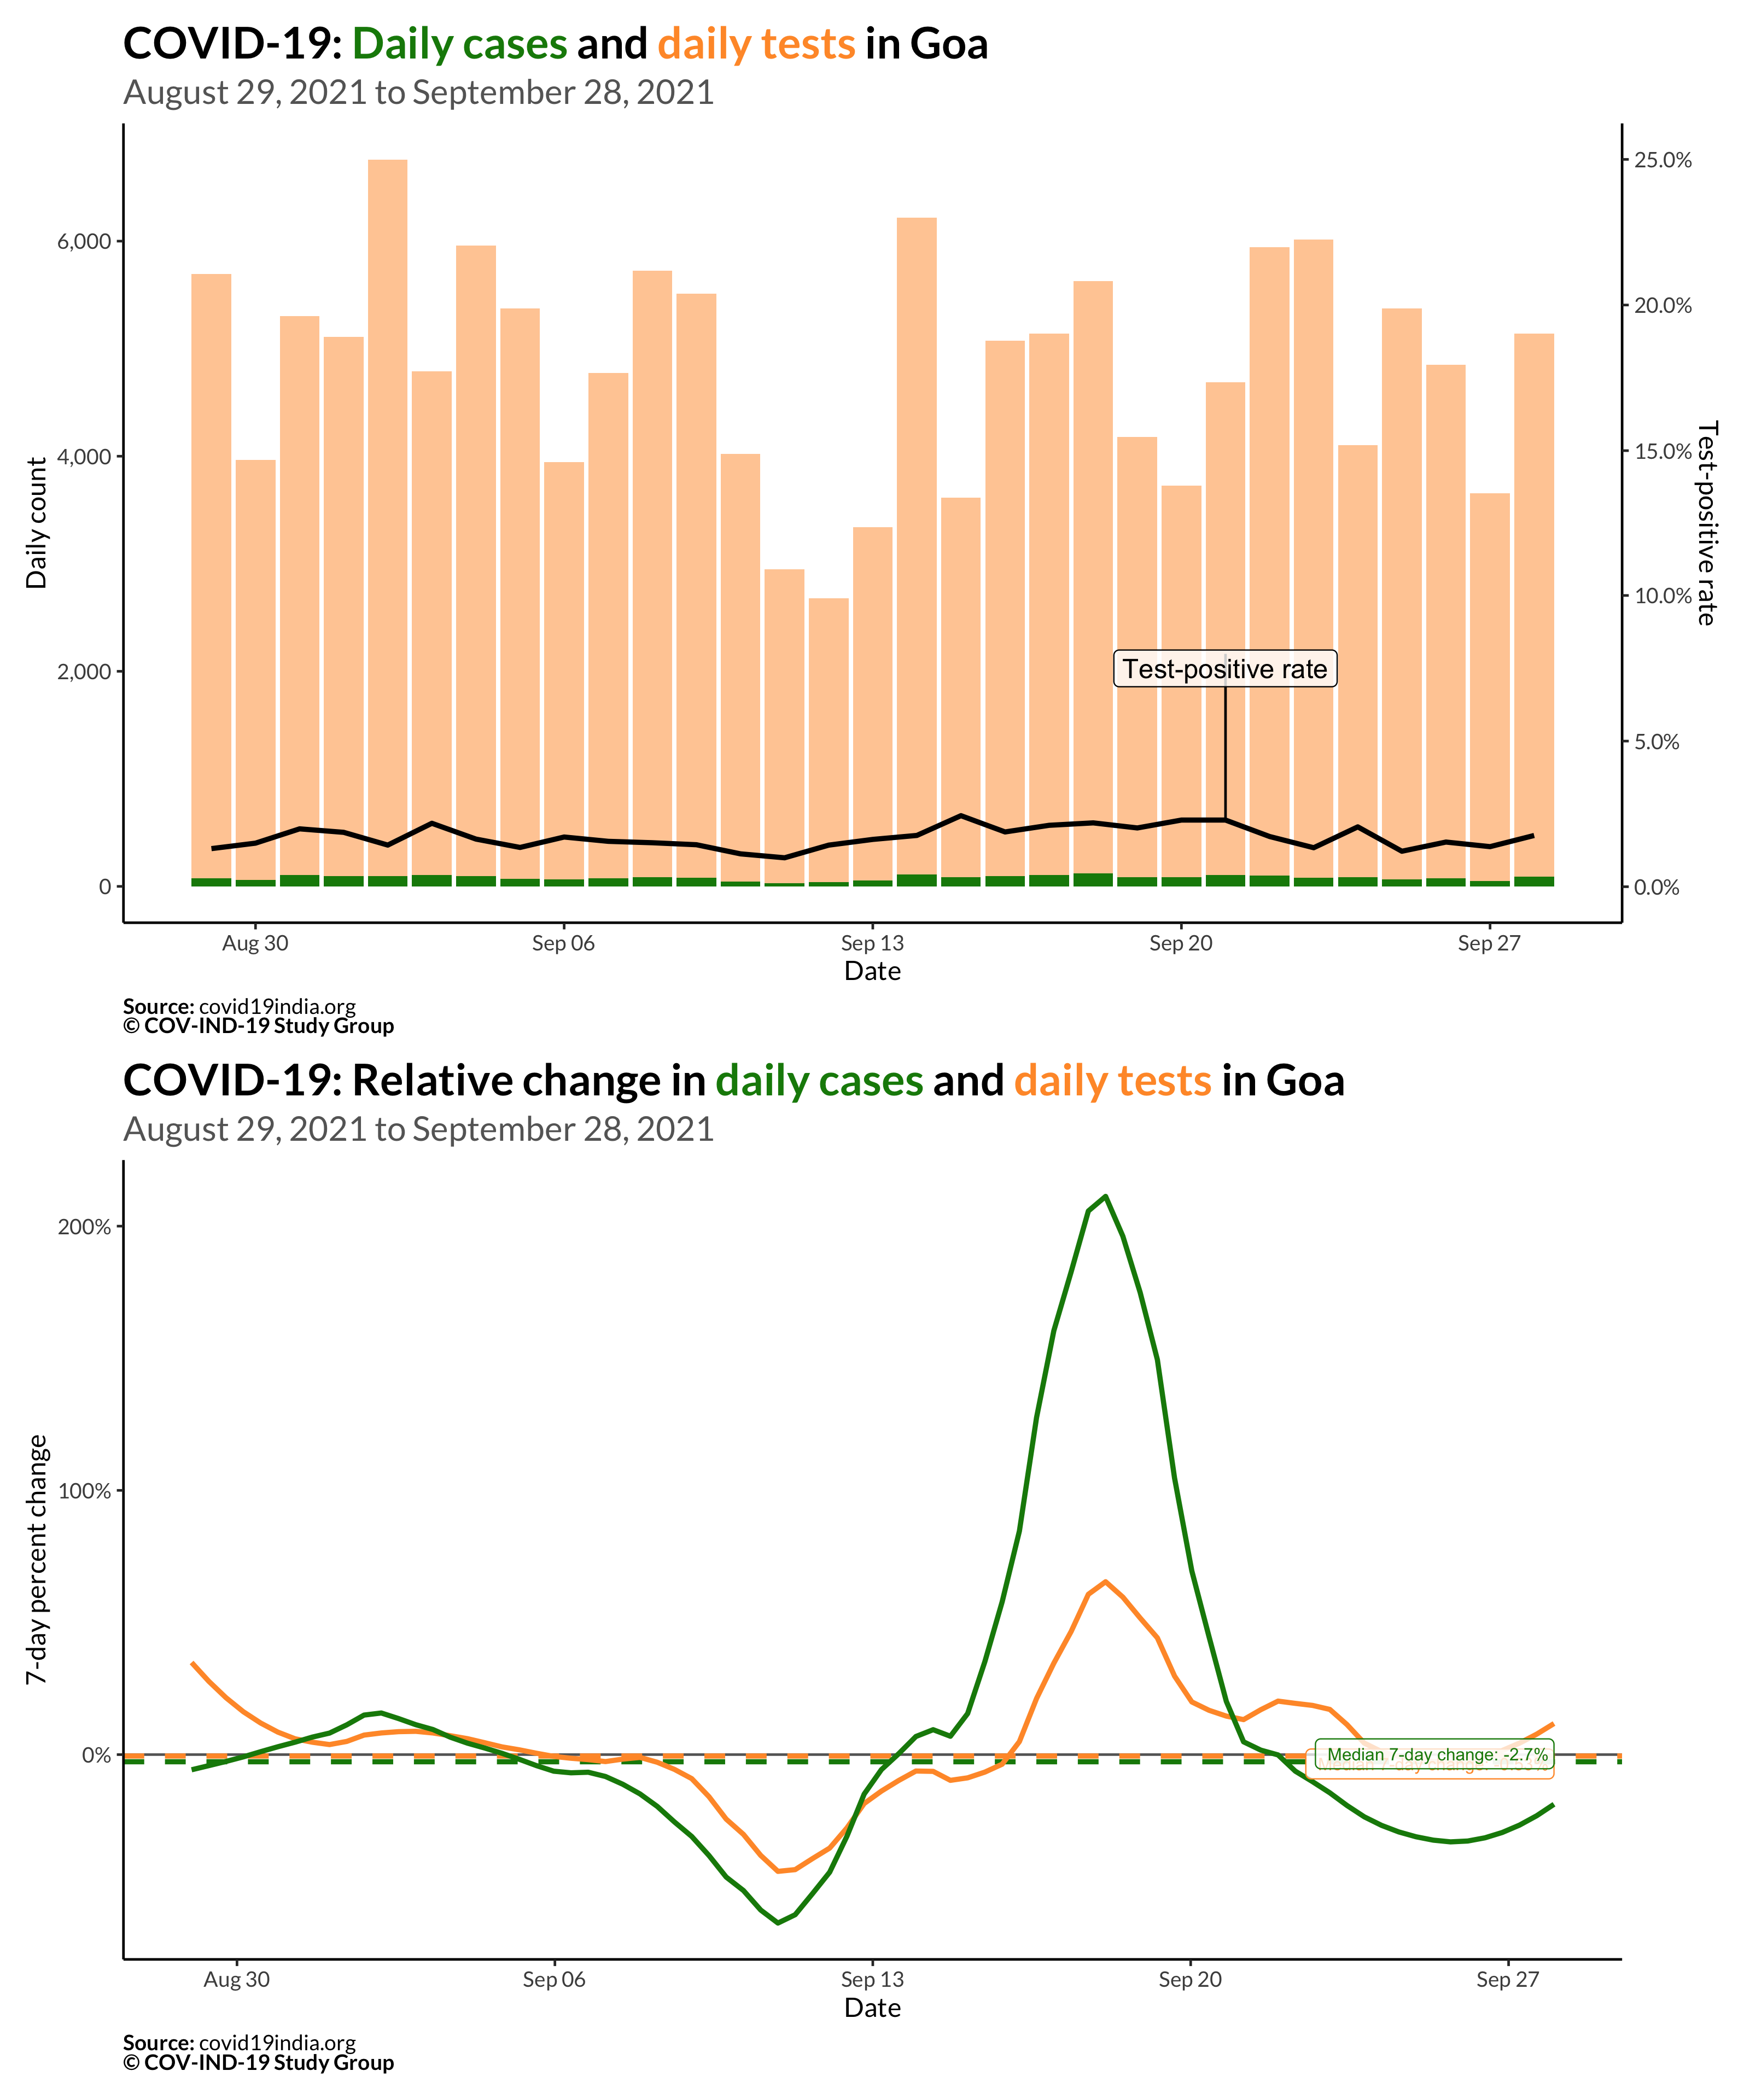 COVID-19: Daily cases and daily tests in Goa
August 29, 2021 to September 28, 2021
25.0%
6,000
20.0%
4,000
15.0%
Daily count
Test-positive rate
10.0%
2,000
Test-positive rate
5.0%
0
0.0%
Aug 30
Sep 06
Sep 13
Sep 20
Sep 27
Date
Source: covid19india.org
© COV-IND-19 Study Group
COVID-19: Relative change in daily cases and daily tests in Goa
August 29, 2021 to September 28, 2021
200%
100%
7-day percent change
0%
Median 7-day change: -2.7%
Median 7-day change:
Aug 30
Sep 06
Sep 13
Sep 20
Sep 27
Date
Source: covid19india.org
© COV-IND-19 Study Group